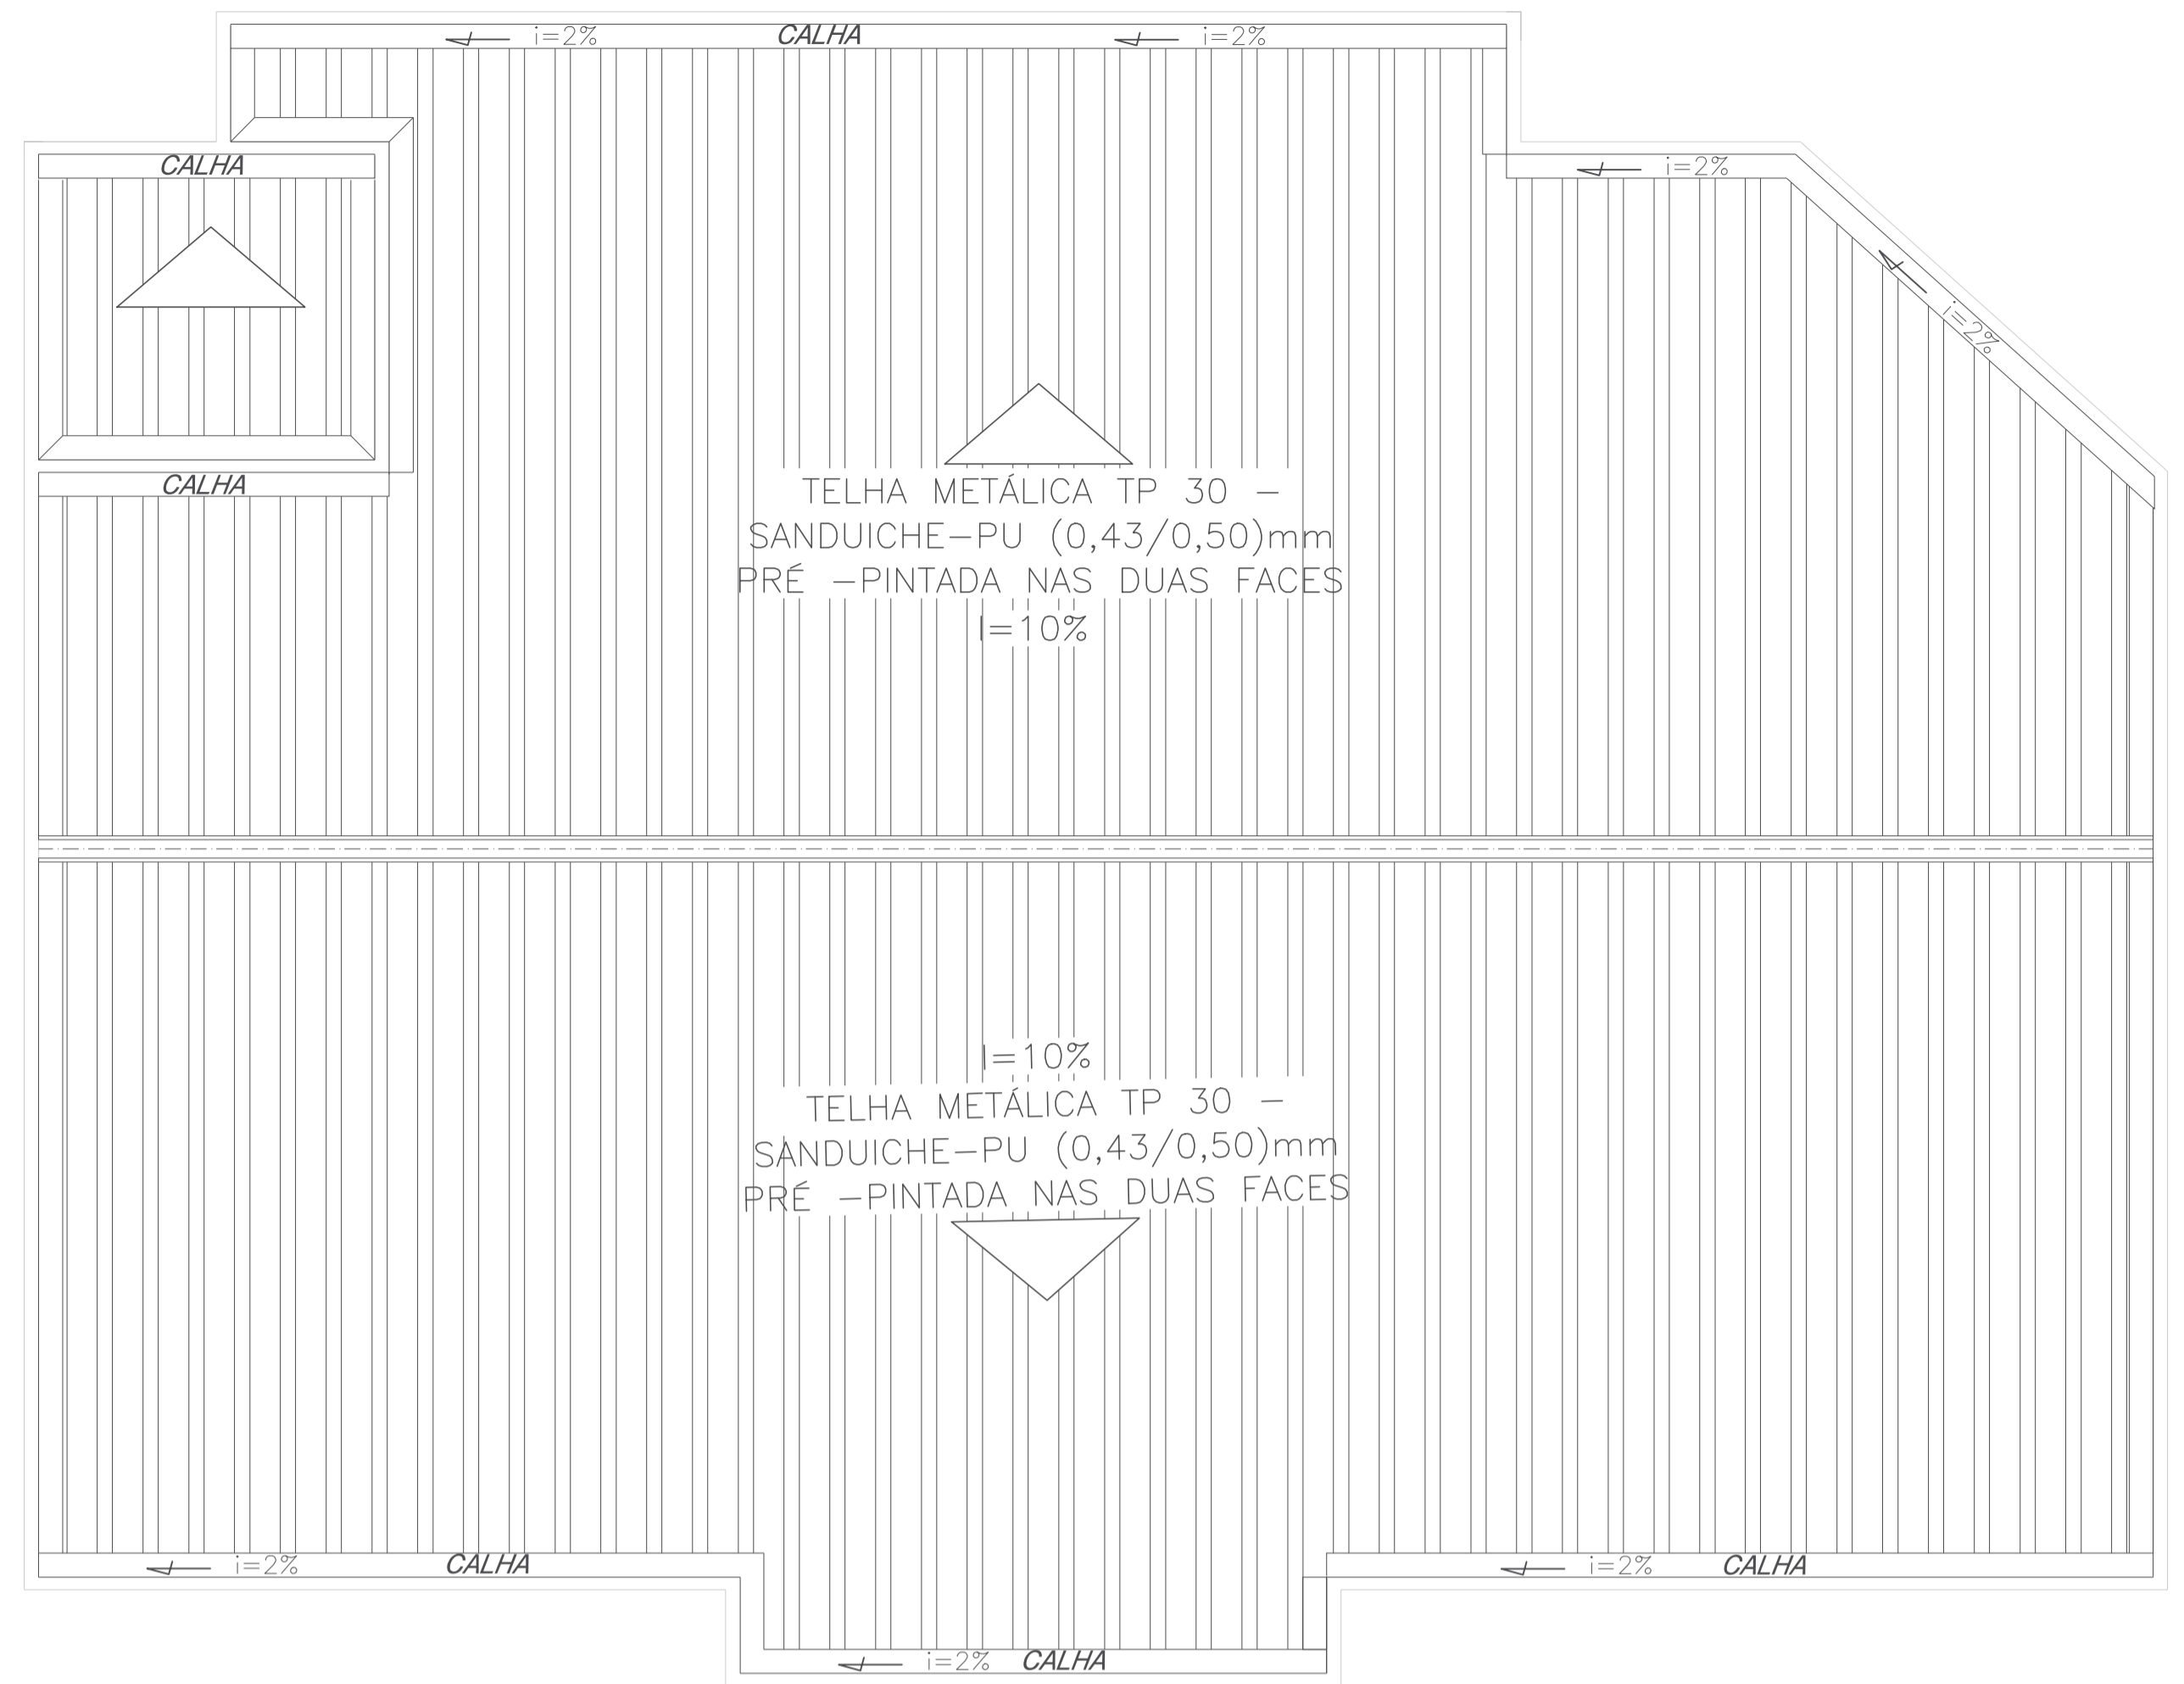 i=2%
CALHA
i=2%
CALHA
i=2%
i=2%
CALHA
TELHA METÁLICA TP 30 -
SANDUICHE-PU (0,43/0,50)mm
PRÉ -PINTADA NAS DUAS FACES
I=10%
I=10%
TELHA METÁLICA TP 30 -
SANDUICHE-PU (0,43/0,50)mm
PRÉ -PINTADA NAS DUAS FACES
i=2%
CALHA
i=2%
CALHA
i=2%
CALHA